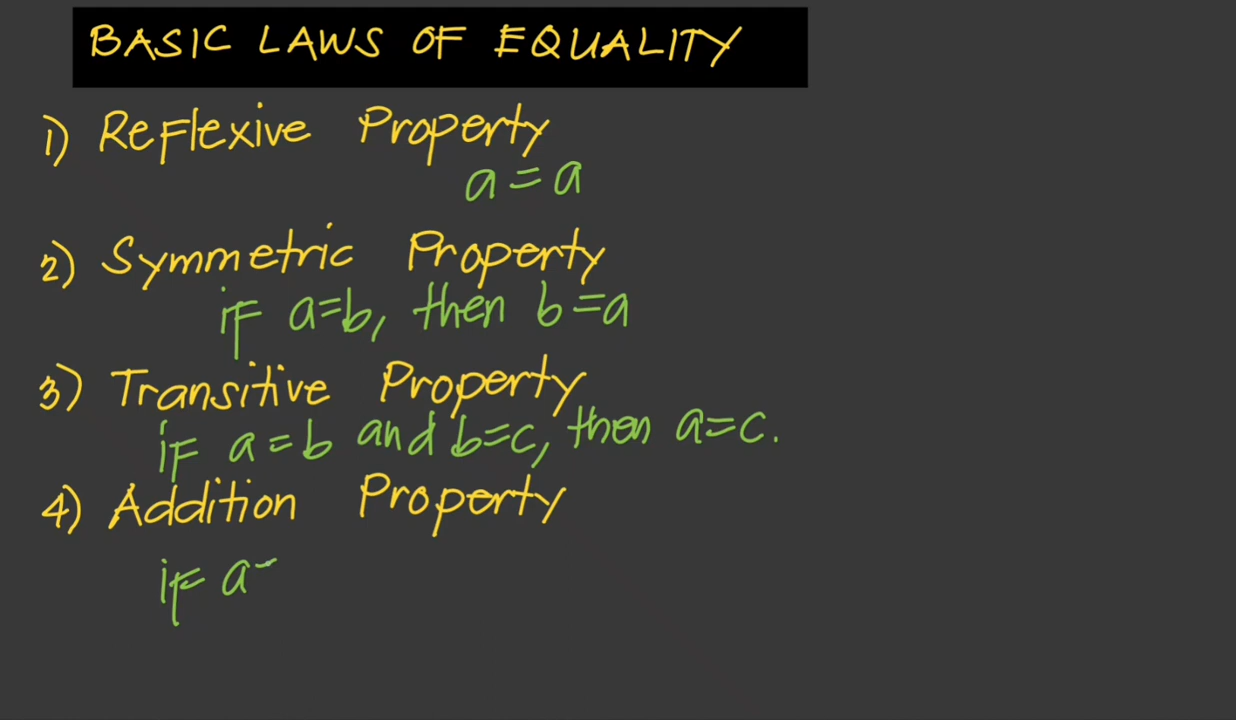 BASIC LAWS OF EQUALITY
1) Reflexive Property
a = a
2) Symmetric Property
if a=b, then b=a
3) Transitive Property
if a=b and b=c, then a=c.
4) Addition Property
if a-